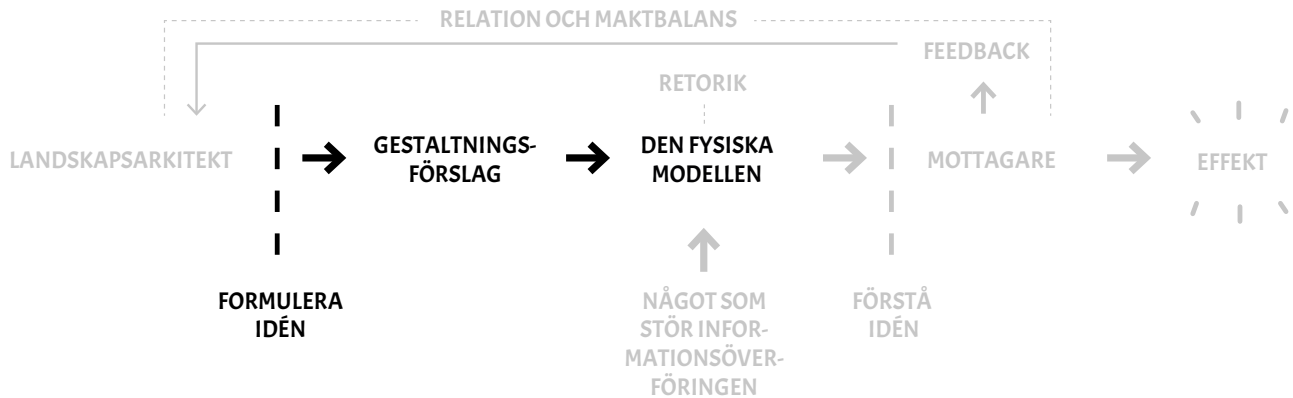 RELATION OCH MAKTBALANS
FEEDBACK
RETORIK
LANDSKAPSARKITEKT
GESTALTNINGS-
FÖRSLAG
DEN FYSISKA
MODELLEN
MOTTAGARE
EFFEKT
FORMULERA
IDÉN
NÅGOT SOM
STÖR INFOR-
MATIONSÖVER-
FÖRINGEN
FÖRSTÅ
IDÉN